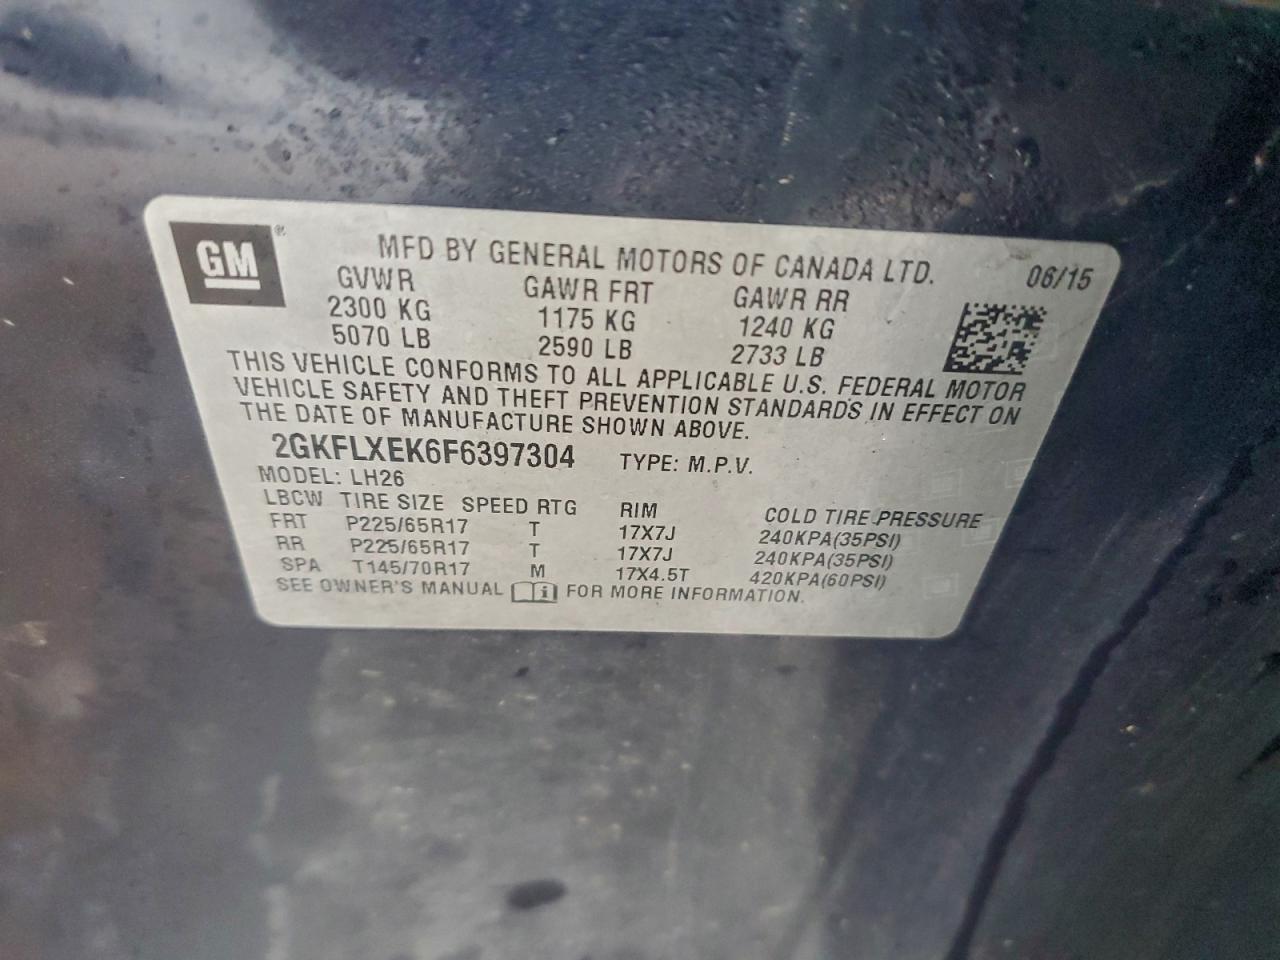 GM®
MFD BY GENERAL MOTORS OF CANADA LTD. 06/15
GVWR GAWR FRT GAWR RR
2300 KG 1175 KG 1240 KG
5070 LB 2590 LB 2733 LB
THIS VEHICLE CONFORMS TO ALL APPLICABLE U.S. FEDERAL MOTOR
VEHICLE SAFETY AND THEFT PREVENTION STANDARDS IN EFFECT ON
THE DATE OF MANUFACTURE SHOWN ABOVE.
2GKFLXEK6F6397304 TYPE: M.P.V.
MODEL: LH26
LBCW TIRE SIZE SPEED RTG RIM COLD TIRE PRESSURE
FRT P225/65R17 T 17X7J 240KPA(35PSI)
RR P225/65R17 T 17X7J 240KPA(35PSI)
SPA T145/70R17 M 17X4.5T 420KPA(60PSI)
SEE OWNER'S MANUAL FOR MORE INFORMATION.